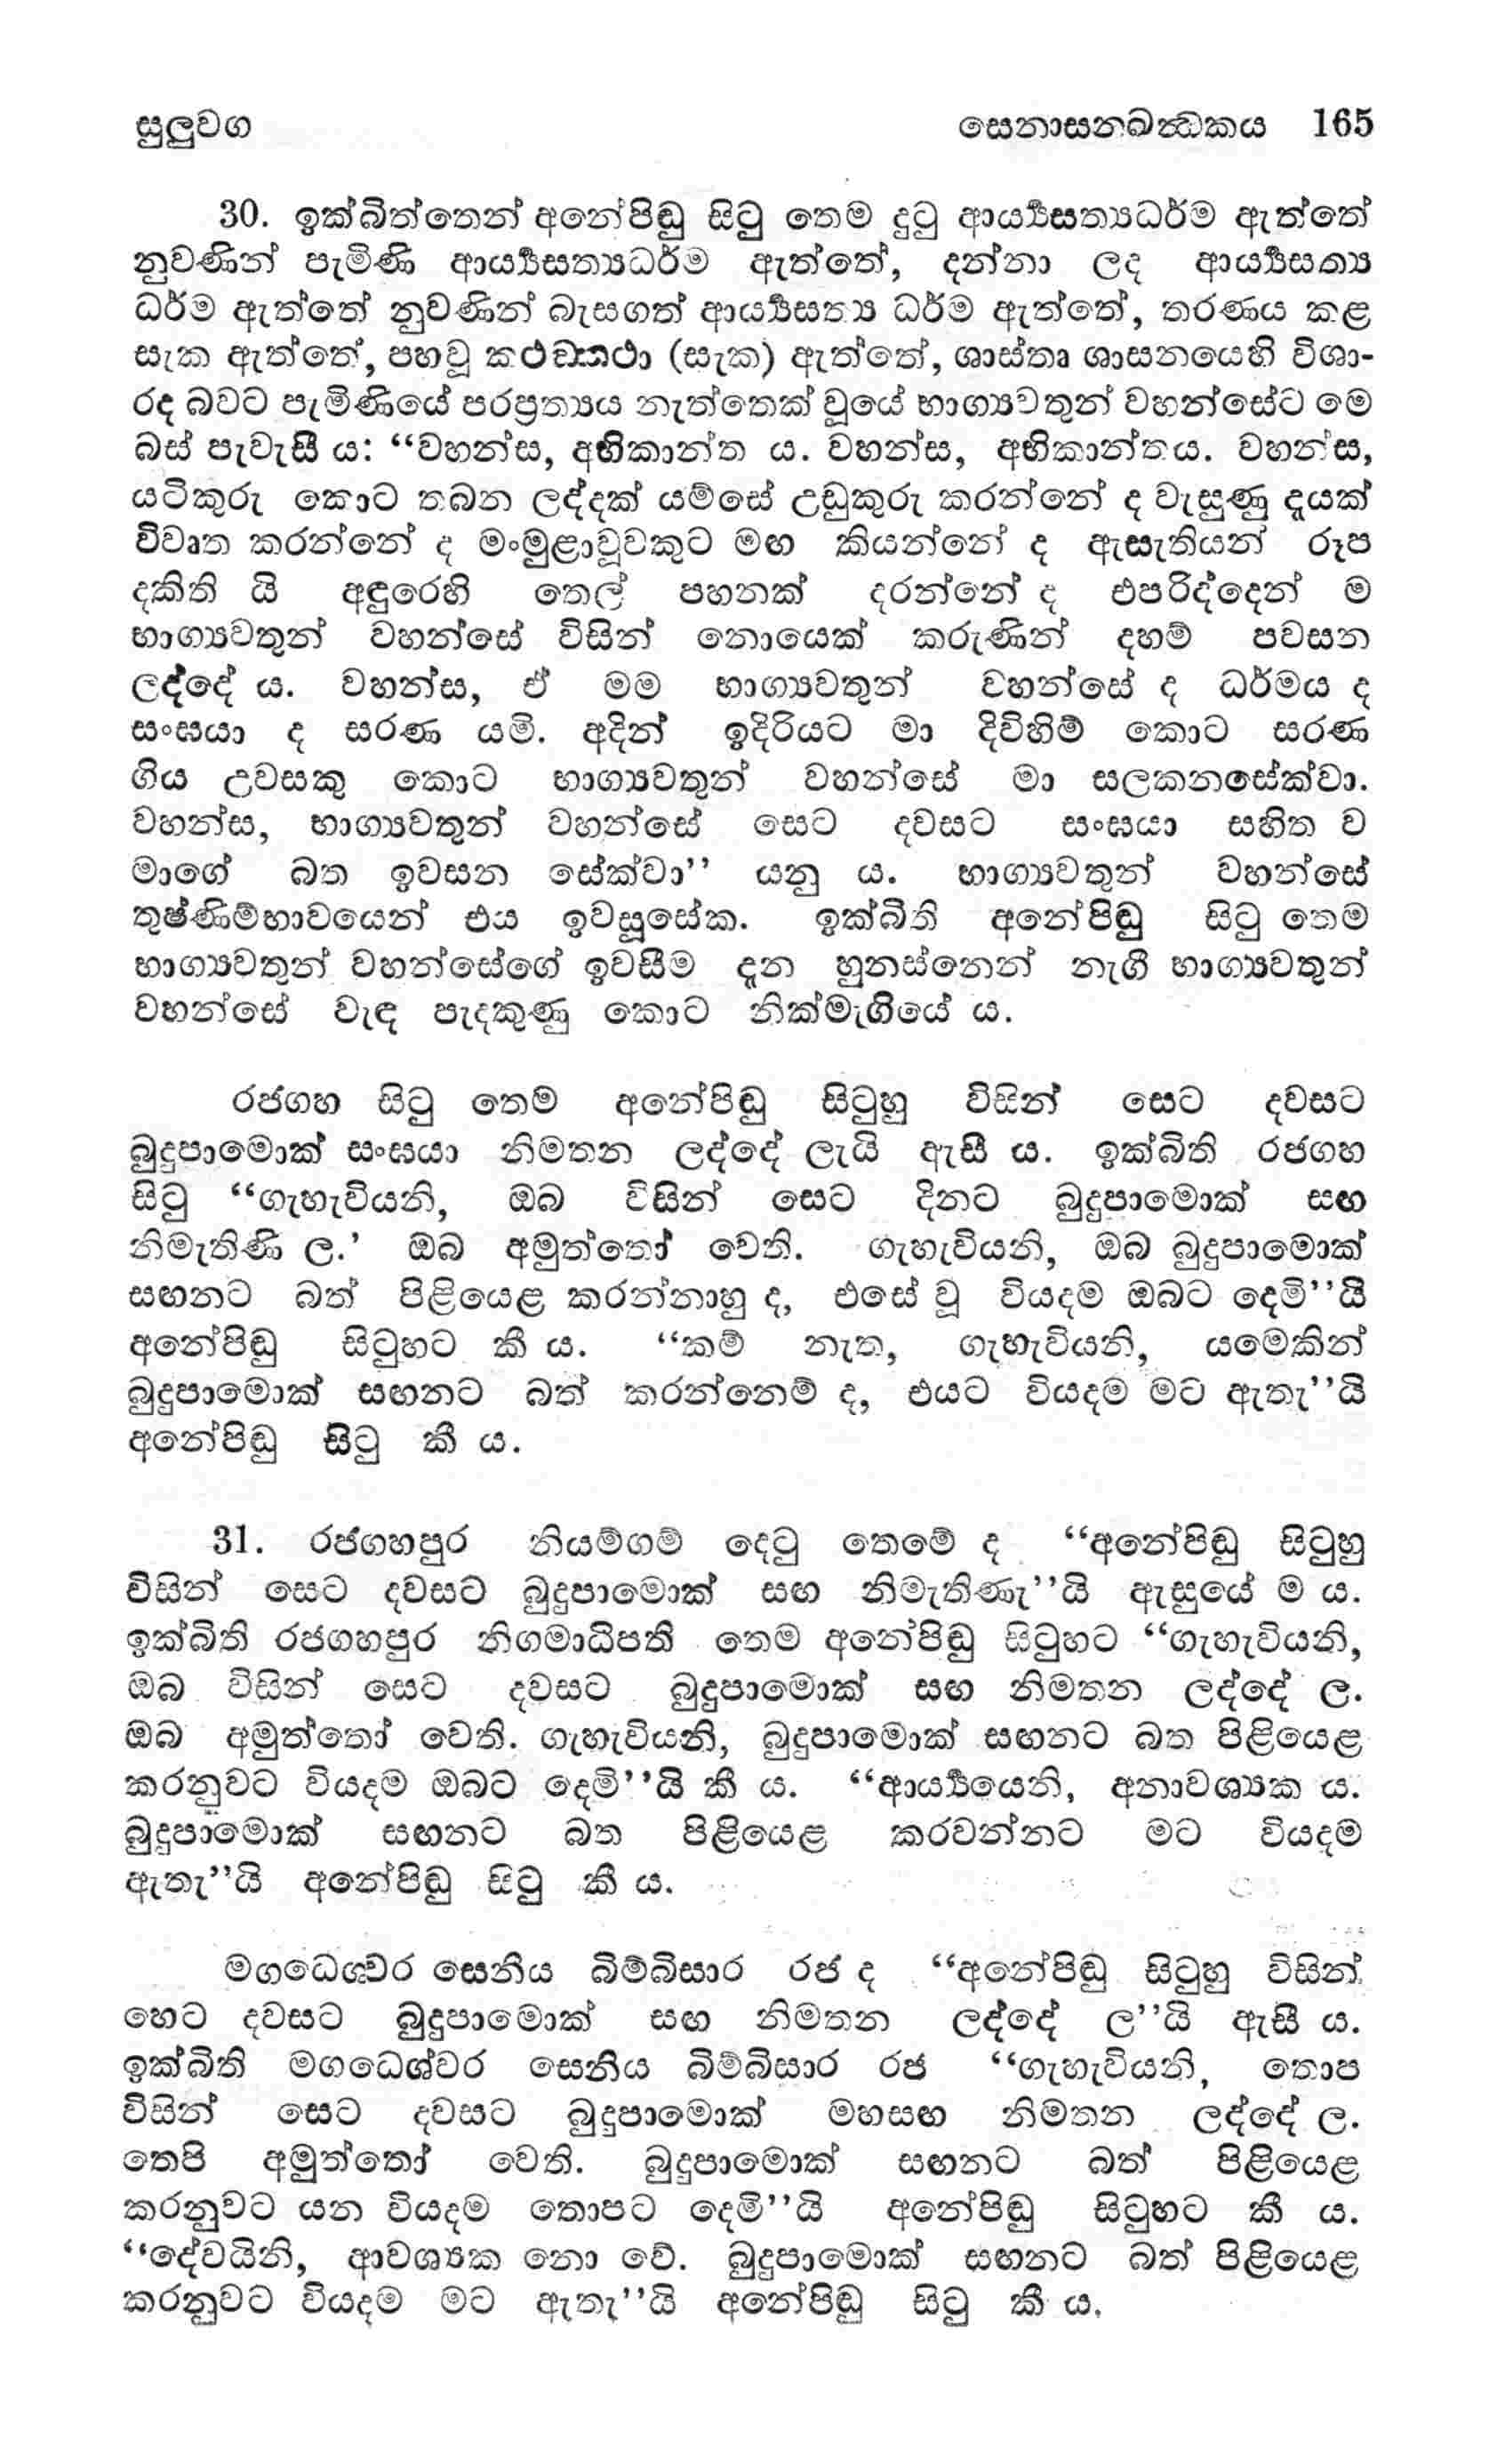 සුලුවග සෙනාසනඛන්‍ධකය 165
30. ඉක්බිත්තෙන් අනේපිඬු සිටු තෙම දුටු ආර්‍ය්‍යසත්‍යධර්ම ඇත්තේ
නුවණින් පැමිණි ආර්‍ය්‍යසත්‍යධර්ම ඇත්තේ, දන්නා ලද ආර්‍ය්‍යසත්‍ය
ධර්ම ඇත්තේ නුවණින් බැසගත් ආර්‍ය්‍යසත්‍ය ධර්ම ඇත්තේ, තරණය කළ
සැක ඇත්තේ, පහවූ කථඞ්කථා (සැක) ඇත්තේ, ශාස්තෘ ශාසනයෙහි විශා-
රද බවට පැමිණියේ පරප්‍රත්‍යය නැත්තෙක් වූයේ භාග්‍යවතුන් වහන්සේට මෙ
බස් පැවැසී ය: “වහන්ස, අභිකාන්ත ය. වහන්ස, අභිකාන්තය. වහන්ස,
යටිකුරු කොට තබන ලද්දක් යම්සේ උඩුකුරු කරන්නේ ද වැසුණු දෑයක්
විවෘත කරන්නේ ද මංමුළාවූවකුට මඟ කියන්නේ ද ඇසැතියන් රූප
දකිති යි අඳුරෙහි තෙල් පහනක් දරන්නේ ද එපරිද්දෙන් ම
භාග්‍යවතුන් වහන්සේ විසින් නොයෙක් කරුණින් දහම් පවසන
ලද්දේ ය. වහන්ස, ඒ මම භාග්‍යවතුන් වහන්සේ ද ධර්මය ද
සංඝයා ද සරණ යමි. අදින් ඉදිරියට මා දිවිහිම් කොට සරණ
ගිය උවසකු කොට භාග්‍යවතුන් වහන්සේ මා සලකනසේක්වා.
වහන්ස, භාග්‍යවතුන් වහන්සේ සෙට දවසට සංඝයා සහිත ව
මාගේ බත ඉවසන සේක්වා’’ යනු ය. භාග්‍යවතුන් වහන්සේ
තුෂ්ණිම්භාවයෙන් එය ඉවසූසේක. ඉක්බිති අනේපිඬු සිටු තෙම
භාග්‍යවතුන් වහන්සේගේ ඉවසීම දැන හුනස්නෙන් නැගී භාග්‍යවතුන්
වහන්සේ වැඳ පැදකුණු කොට නික්මැගියේ ය.
රජගහ සිටු තෙම අනේපිඬු සිටුහු විසින් සෙට දවසට
බුදුපාමොක් සංඝයා නිමතන ලද්දේ ලැයි ඇසී ය. ඉක්බිති රජගහ
සිටු “ගැහැවියනි, ඔබ විසින් සෙට දිනට බුදුපාමොක් සඟ
නිමැතිණි ල.’ ඔබ අමුත්තෝ වෙති. ගැහැවියනි, ඔබ බුදුපාමොක්
සඟනට බත් පිළියෙළ කරන්නාහු ද, එසේ වූ වියදම ඔබට දෙමි’’යි
අනේපිඬු සිටුහට කී ය. “කම් නැත, ගැහැවියනි, යමෙකින්
බුදුපාමොක් සඟනට බත් කරන්නෙම් ද, එයට වියදම මට ඇතැ’’යි
අනේපිඬු සිටු කී ය.
31. රජගහපුර නියම්ගම් දෙටු තෙමේ ද “අනේපිඬු සිටුහු
විසින් සෙට දවසට බුදුපාමොක් සඟ නිමැතිණැ’’යි ඇසුයේ ම ය.
ඉක්බිති රජගහපුර නිගමාධිපති තෙම අනේපිඬු සිටුහට “ගැහැවියනි,
ඔබ විසින් සෙට දවසට බුදුපාමොක් සඟ නිමතන ලද්දේ ල.
ඔබ අමුත්තෝ වෙති. ගැහැවියනි, බුදුපාමොක් සඟනට බත පිළියෙළ
කරනුවට වියදම ඔබට දෙමි’’යි කී ය. “ආර්‍ය්‍යයෙනි, අනාවශ්‍යක ය.
බුදුපාමොක් සඟනට බත පිළියෙළ කරවන්නට මට වියදම
ඇතැ’’යි අනේපිඬු සිටු කී ය.
මගධෙශ්‍වර සෙනිය බිම්බිසාර රජ ද “අනේපිඬු සිටුහු විසින්
හෙට දවසට බුදුපාමොක් සඟ නිමතන ලද්දේ ල’’යි ඇසී ය.
ඉක්බිති මගධෙශ්වර සෙනිය බිම්බිසාර රජ “ගැහැවියනි, තොප
විසින් සෙට දවසට බුදුපාමොක් මහසඟ නිමතන ලද්දේ ල.
තෙපි අමුත්තෝ වෙති. බුදුපාමොක් සඟනට බත් පිළියෙළ
කරනුවට යන වියදම තොපට දෙමි’’යි අනේපිඬු සිටුහට කී ය.
“දේවයිනි, ආවශ්‍යක නො වේ. බුදුපාමොක් සඟනට බත් පිළියෙළ
කරනුවට වියදම මට ඇතැ’’යි අනේපිඬු සිටු කී ය.